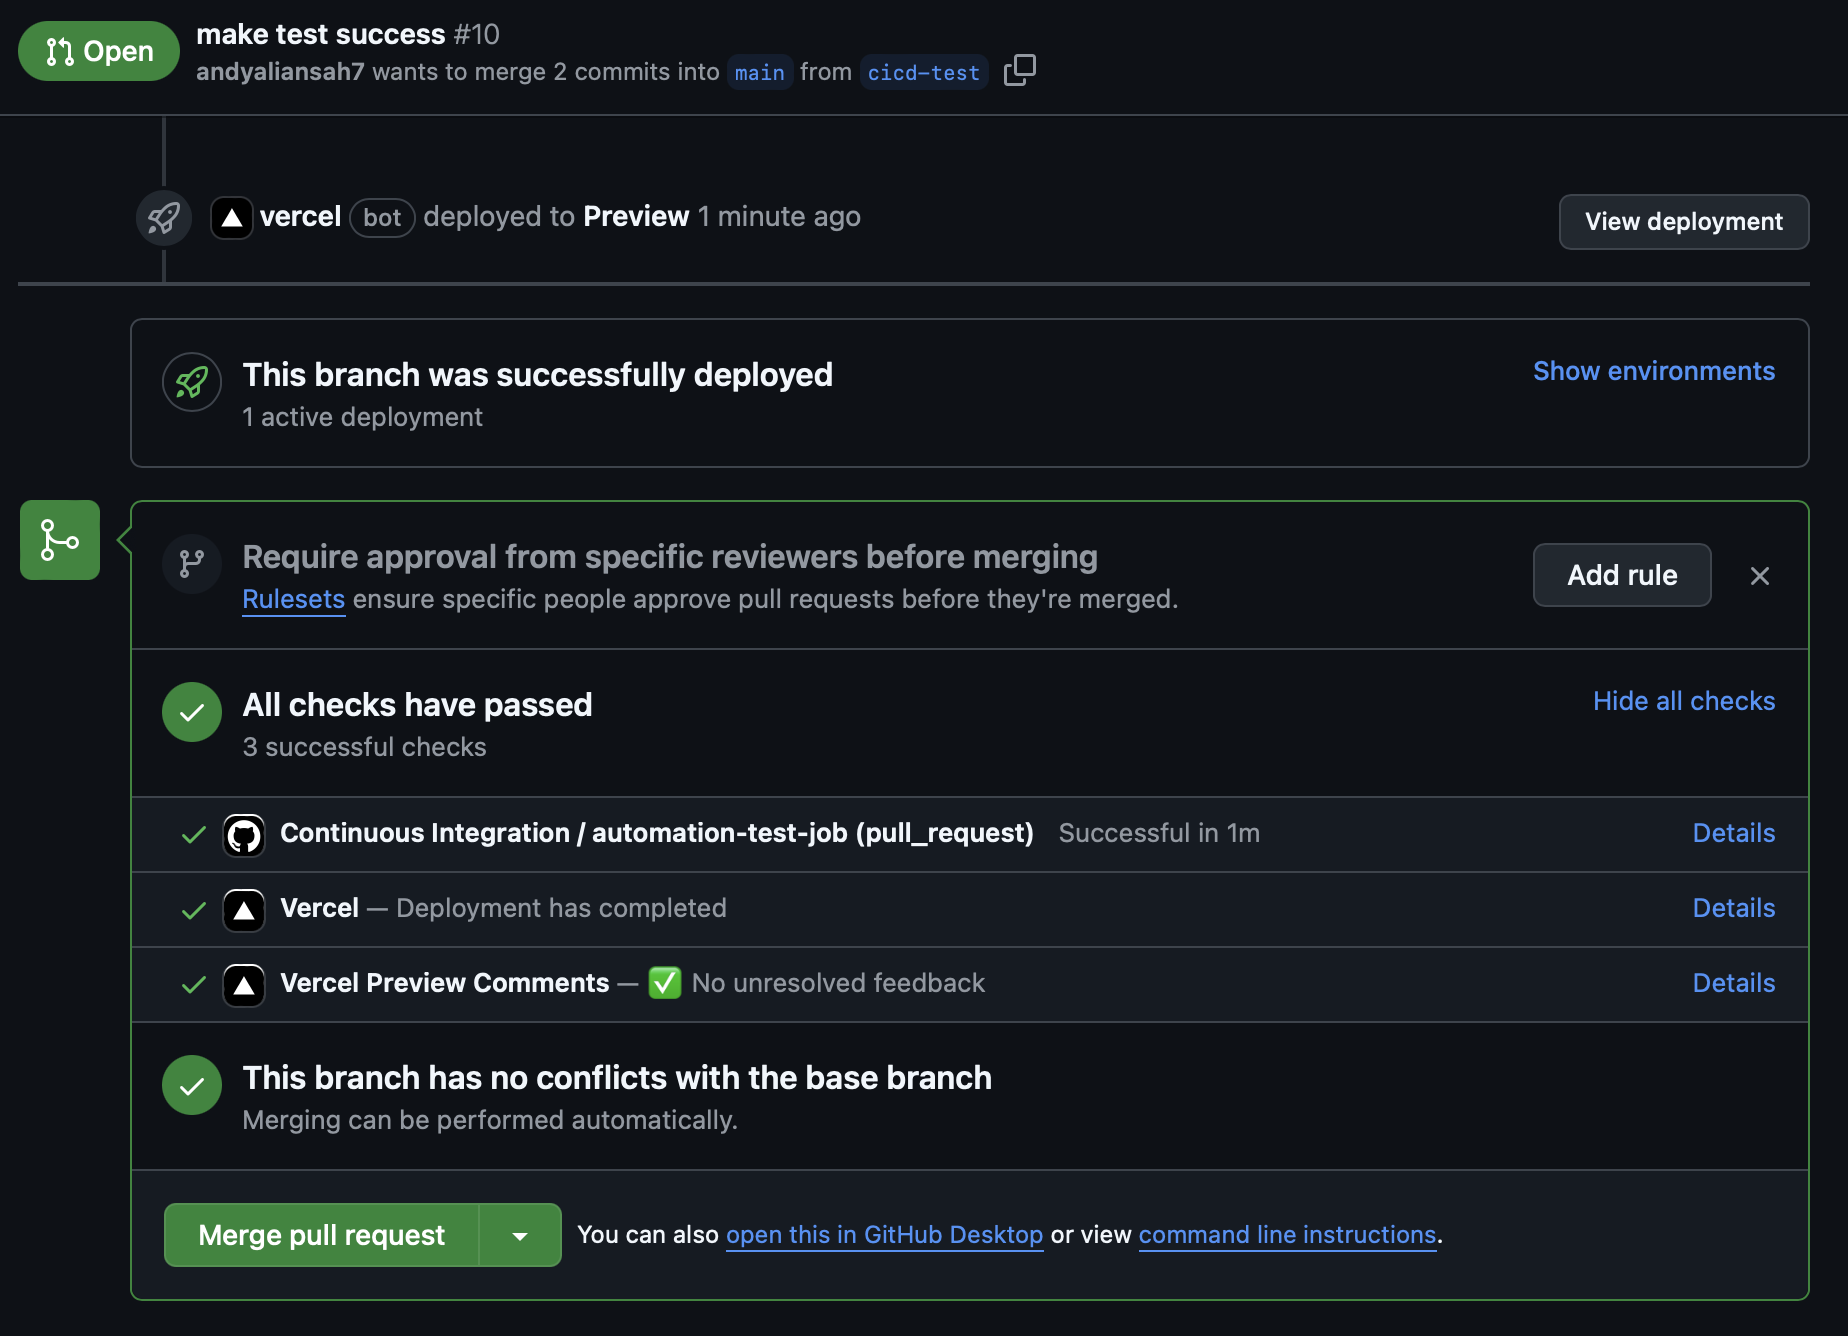 Open
make test success #10
andyaliansah7 wants to merge 2 commits into main from cicd-test
vercel bot deployed to Preview 1 minute ago
View deployment
This branch was successfully deployed
Show environments
1 active deployment
Require approval from specific reviewers before merging
Add rule
Rulesets ensure specific people approve pull requests before they're merged.
All checks have passed
Hide all checks
3 successful checks
Continuous Integration / automation-test-job (pull_request) Successful in 1m
Details
Vercel — Deployment has completed
Details
Vercel Preview Comments — ✅ No unresolved feedback
Details
This branch has no conflicts with the base branch
Merging can be performed automatically.
Merge pull request
You can also open this in GitHub Desktop or view command line instructions.